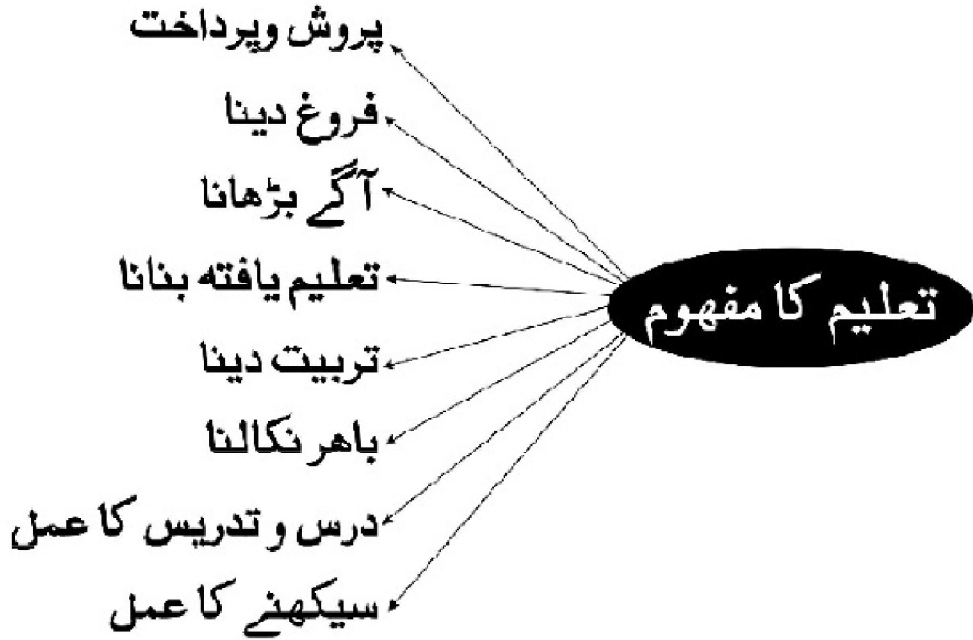 تعلیم کا مفہوم
پروش وپرداخت
فروغ دینا
آگے بڑھانا
تعلیم یافتہ بنانا
تربیت دینا
باہر نکالنا
درس و تدریس کا عمل
سیکھنے کا عمل